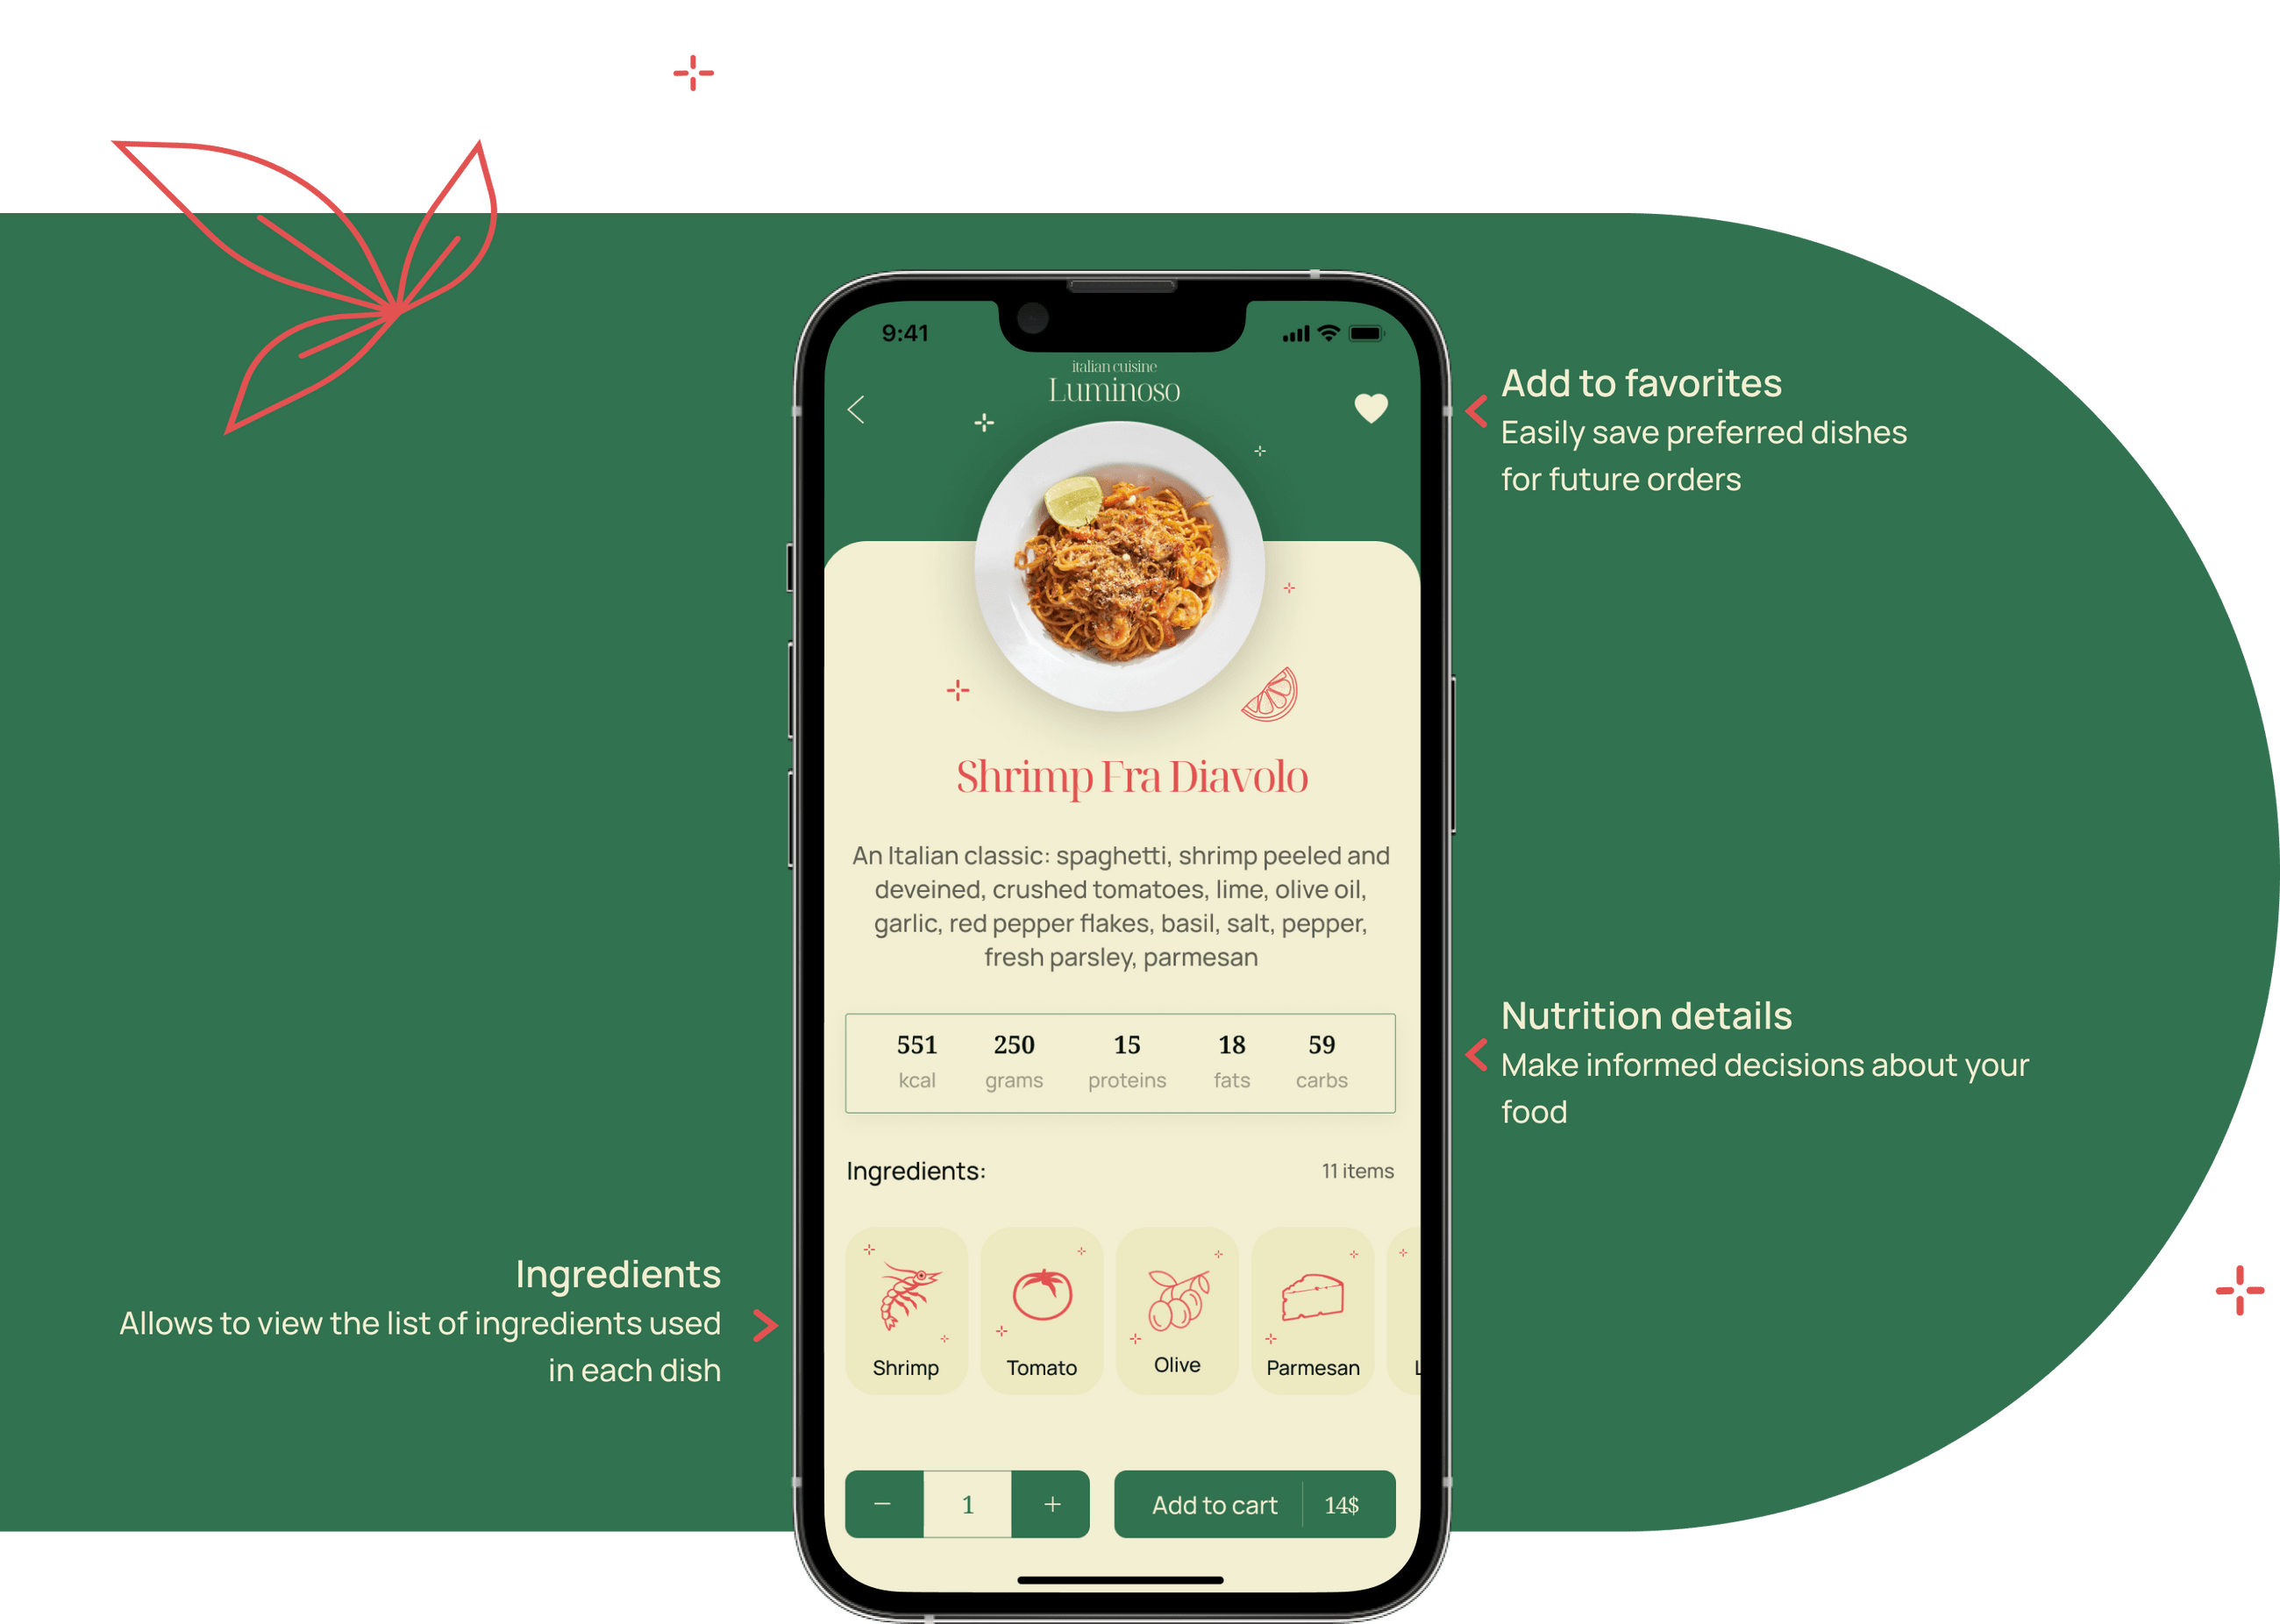 9:41
italian cuisine
Luminoso
Add to favorites
Easily save preferred dishes
for future orders
Shrimp Fra Diavolo
An Italian classic: spaghetti, shrimp peeled and
deveined, crushed tomatoes, lime, olive oil,
garlic, red pepper flakes, basil, salt, pepper,
fresh parsley, parmesan
551 250 15 18 59
kcal grams proteins fats carbs
Nutrition details
Make informed decisions about your
food
Ingredients: 11 items
Ingredients
Allows to view the list of ingredients used
in each dish
Shrimp Tomato Olive Parmesan
− 1 + Add to cart 14$